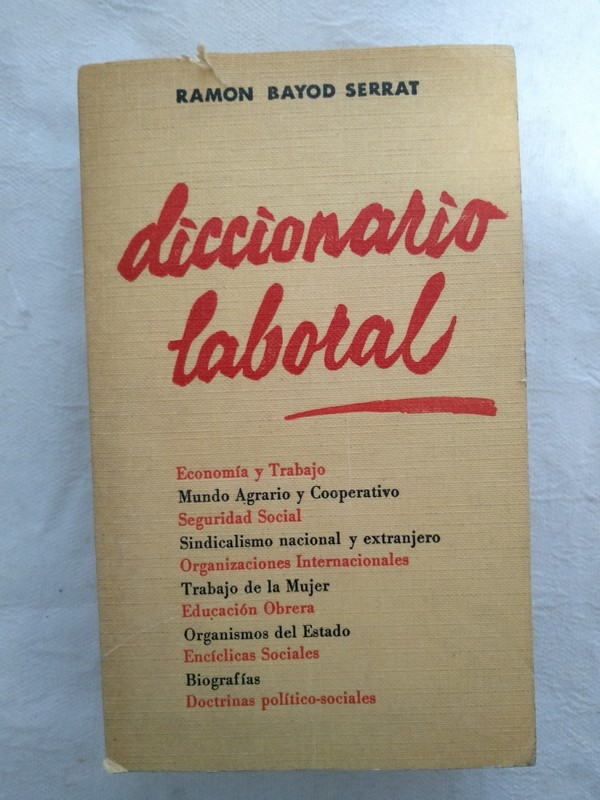 RAMON BAYOD SERRAT
diccionario
laboral
Economía y Trabajo
Mundo Agrario y Cooperativo
Seguridad Social
Sindicalismo nacional y extranjero
Organizaciones Internacionales
Trabajo de la Mujer
Educación Obrera
Organismos del Estado
Encíclicas Sociales
Biografías
Doctrinas político-sociales